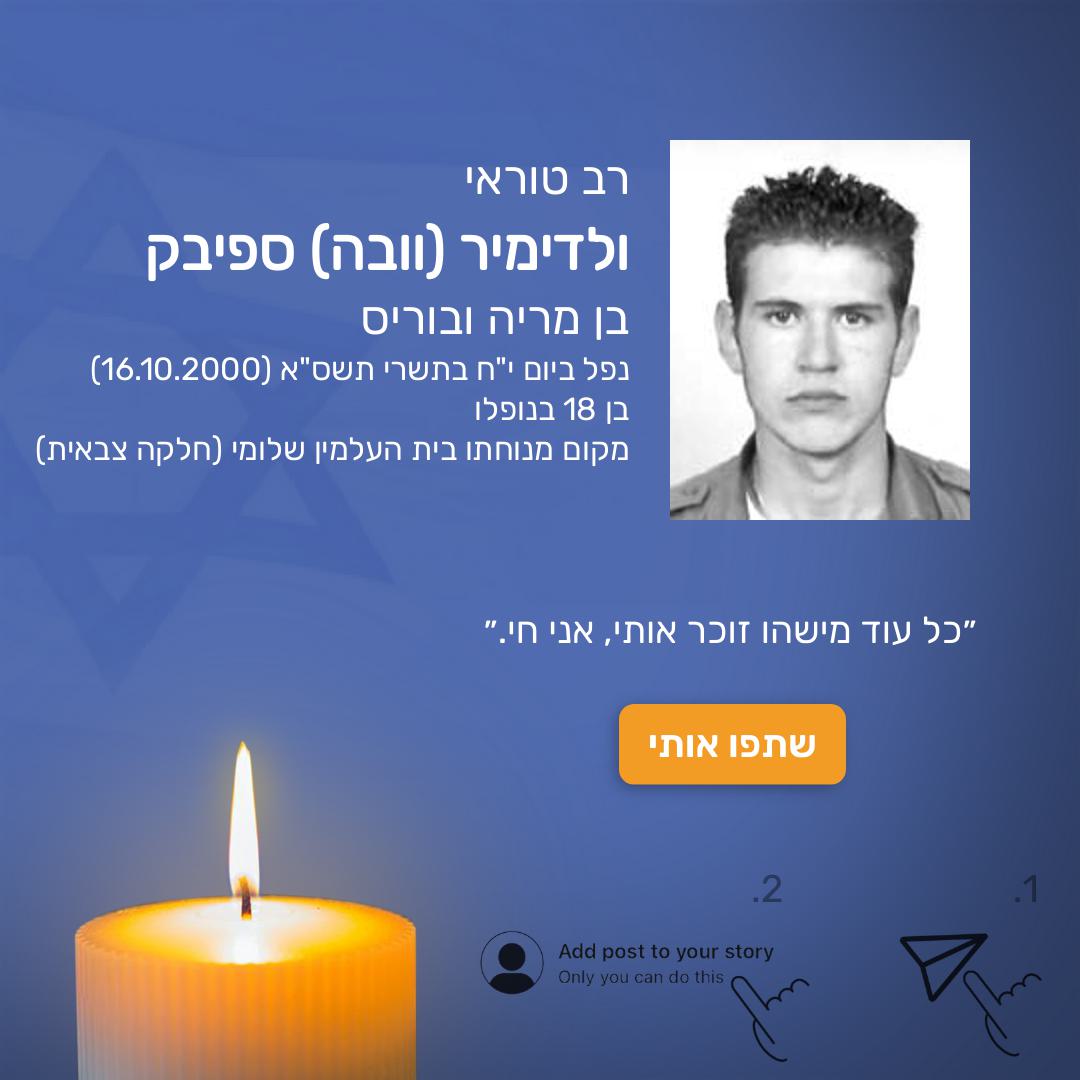 רב טוראי
ולדימיר (וובה) ספיבק
בן מריה ובוריס
נפל ביום י"ח בתשרי תשס"א (16.10.2000)
בן 18 בנופלו
מקום מנוחתו בית העלמין שלומי (חלקה צבאית)
״כל עוד מישהו זוכר אותי, אני חי.״
שתפו אותי
.1
.2
Add post to your story
Only you can do this